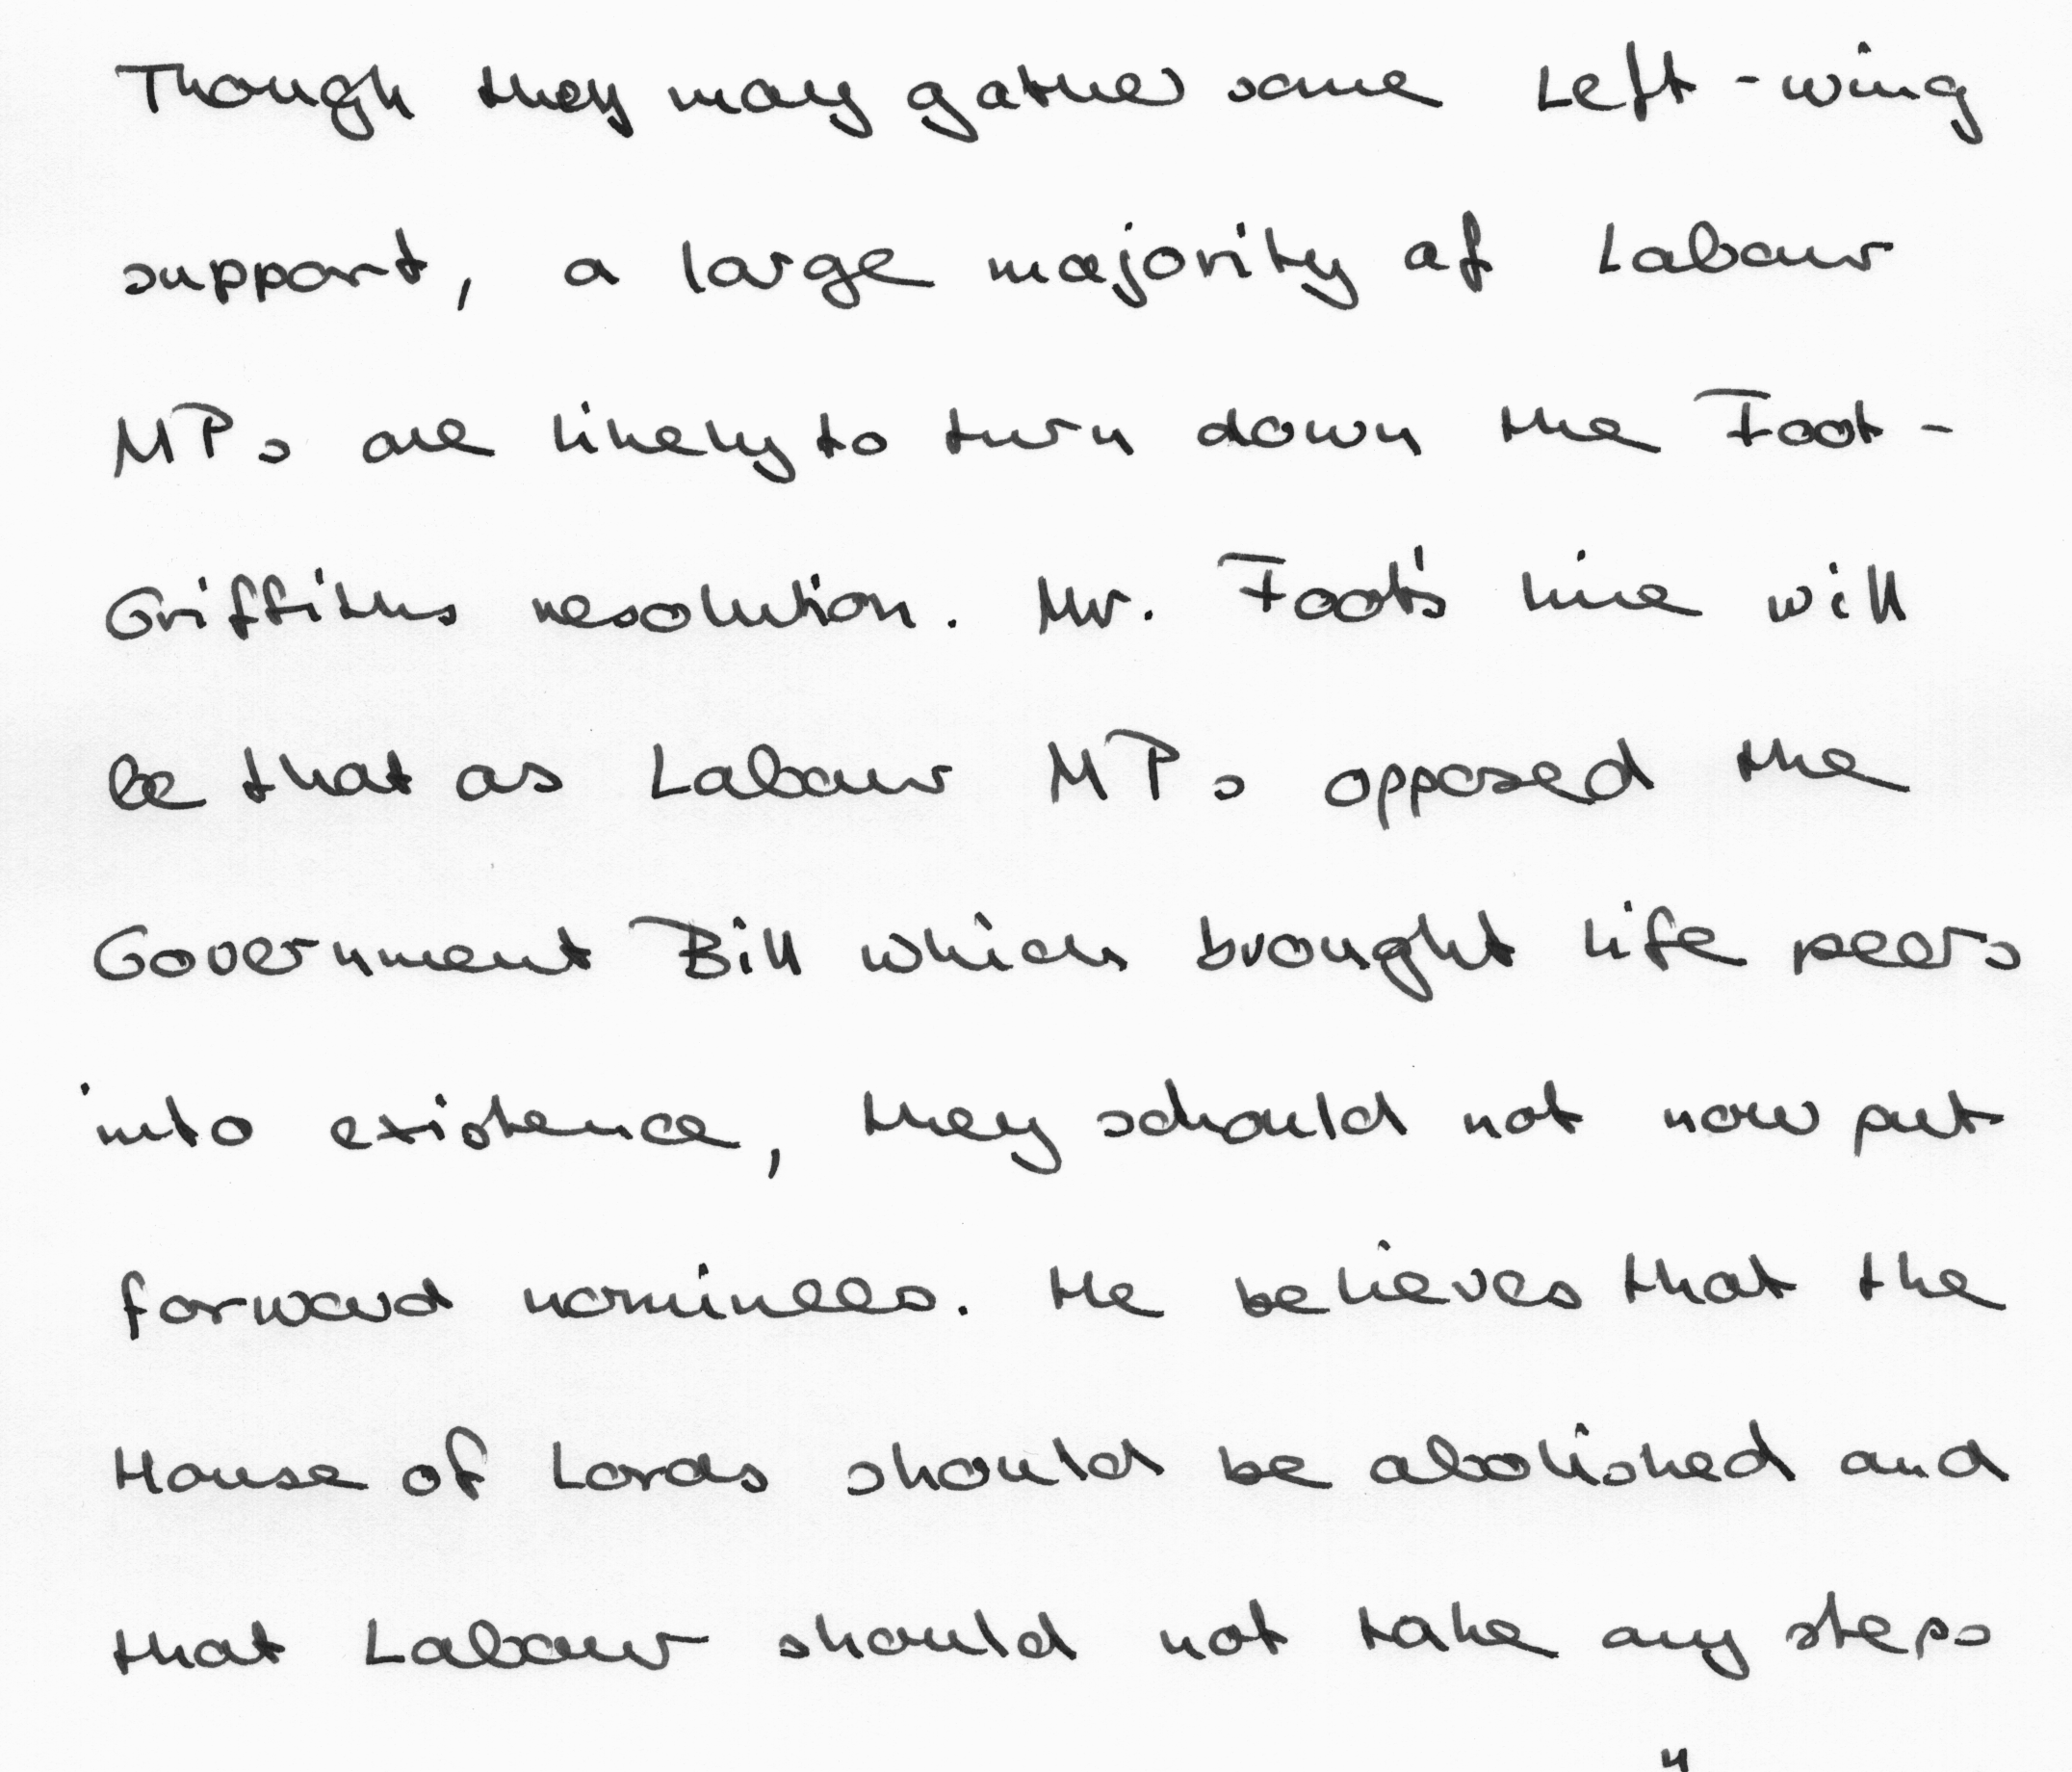 Though they may gather some Left-wing
support, a large majority of Labour
MPs are likely to turn down the Foot-
Griffiths resolution. Mr. Foot's line will
be that as Labour MPs opposed the
Government Bill which brought life peers
into existence, they should not now put
forward nominees. He believes that the
House of Lords should be abolished and
that Labour should not take any steps